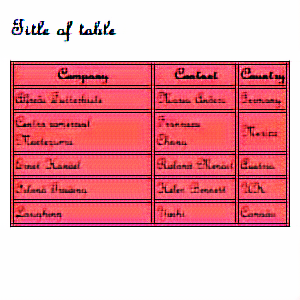 Title of table
Company Contact Country
Alfreds Futterkiste Maria Anders Germany
Centro comercial Francisco
Moctezuma Chang Mexico
Ernst Handel Roland Mendel Austria
Island Trading Helen Bennett UK
Laughing Yoshi Canada